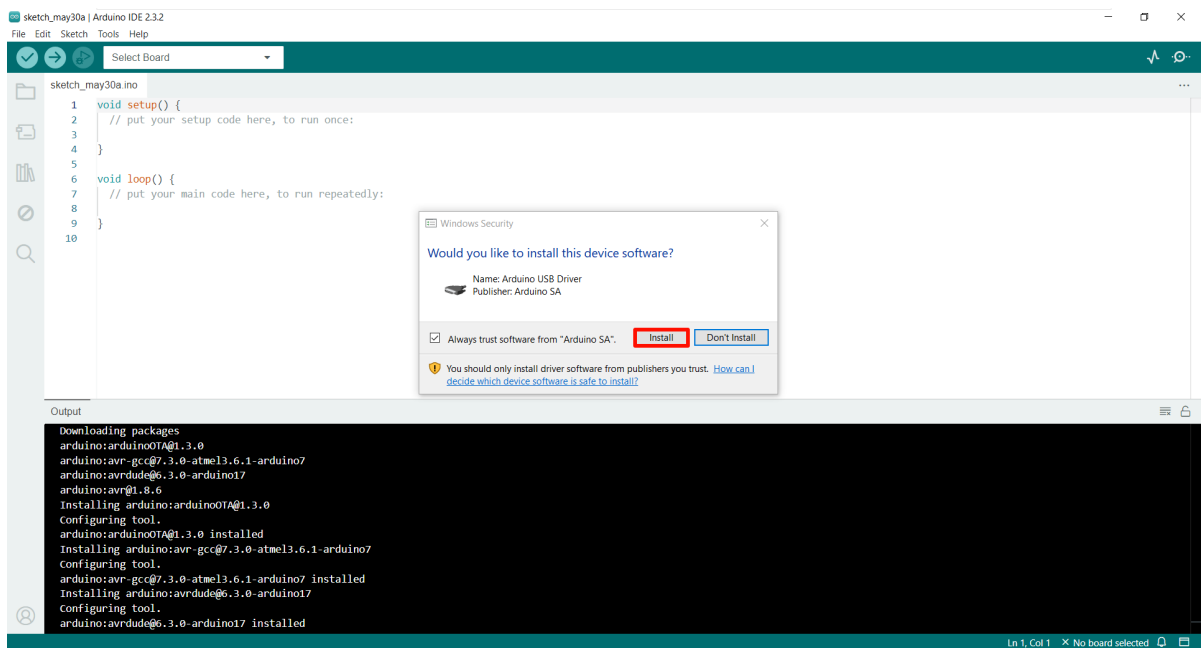 sketch_may30a | Arduino IDE 2.3.2
File Edit Sketch Tools Help
Select Board
sketch_may30a.ino
1 void setup() {
2 // put your setup code here, to run once:
3
4 }
5
6 void loop() {
7 // put your main code here, to run repeatedly:
8
9 }
10
Windows Security
Would you like to install this device software?
Name: Arduino USB Driver
Publisher: Arduino SA
Always trust software from "Arduino SA".
Install
Don't Install
You should only install driver software from publishers you trust. How can I
decide which device software is safe to install?
Output
Downloading packages
arduino:arduinoOTA@1.3.0
arduino:avr-gcc@7.3.0-atmel3.6.1-arduino7
arduino:avrdude@6.3.0-arduino17
arduino:avr@1.8.6
Installing arduino:arduinoOTA@1.3.0
Configuring tool.
arduino:arduinoOTA@1.3.0 installed
Installing arduino:avr-gcc@7.3.0-atmel3.6.1-arduino7
Configuring tool.
arduino:avr-gcc@7.3.0-atmel3.6.1-arduino7 installed
Installing arduino:avrdude@6.3.0-arduino17
Configuring tool.
arduino:avrdude@6.3.0-arduino17 installed
Ln 1, Col 1 × No board selected